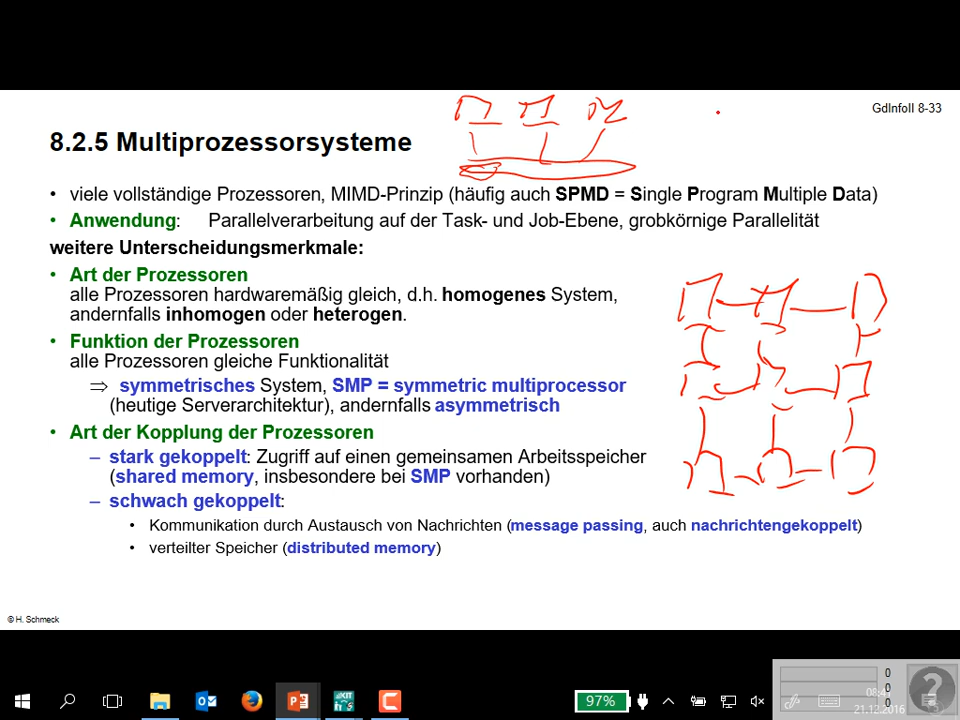 GdInfoII 8-33
8.2.5 Multiprozessorsysteme
• viele vollständige Prozessoren, MIMD-Prinzip (häufig auch SPMD = Single Program Multiple Data)
• Anwendung: Parallelverarbeitung auf der Task- und Job-Ebene, grobkörnige Parallelität
weitere Unterscheidungsmerkmale:
• Art der Prozessoren
alle Prozessoren hardwaremäßig gleich, d.h. homogenes System,
andernfalls inhomogen oder heterogen.
• Funktion der Prozessoren
alle Prozessoren gleiche Funktionalität
⇒ symmetrisches System, SMP = symmetric multiprocessor
(heutige Serverarchitektur), andernfalls asymmetrisch
• Art der Kopplung der Prozessoren
– stark gekoppelt: Zugriff auf einen gemeinsamen Arbeitsspeicher
(shared memory, insbesondere bei SMP vorhanden)
– schwach gekoppelt:
• Kommunikation durch Austausch von Nachrichten (message passing, auch nachrichtengekoppelt)
• verteilter Speicher (distributed memory)
© H. Schmeck
97%
0
0
0
08:41
21.12.2016